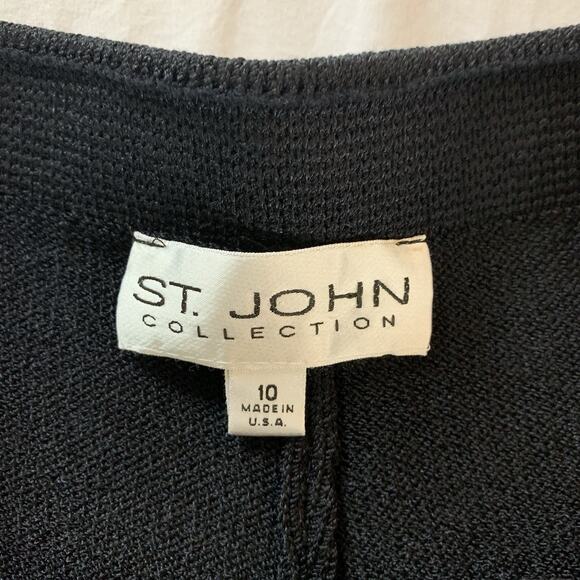 ST. JOHN
COLLECTION
10
MADE IN
U.S.A.